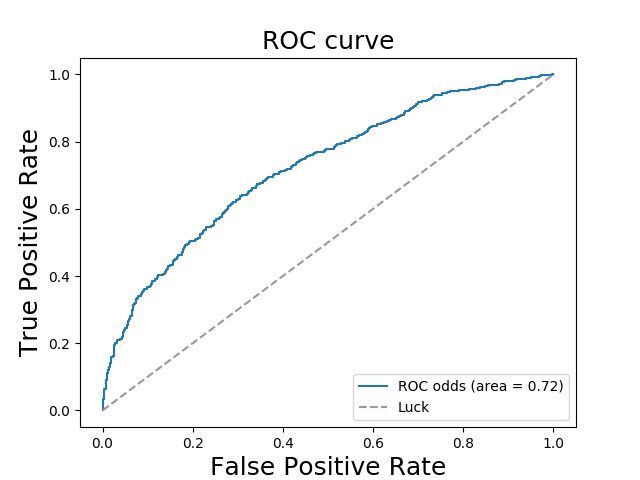 ROC curve
True Positive Rate
1.0
0.8
0.6
0.4
0.2
0.0
0.0 0.2 0.4 0.6 0.8 1.0
False Positive Rate
ROC odds (area = 0.72)
Luck